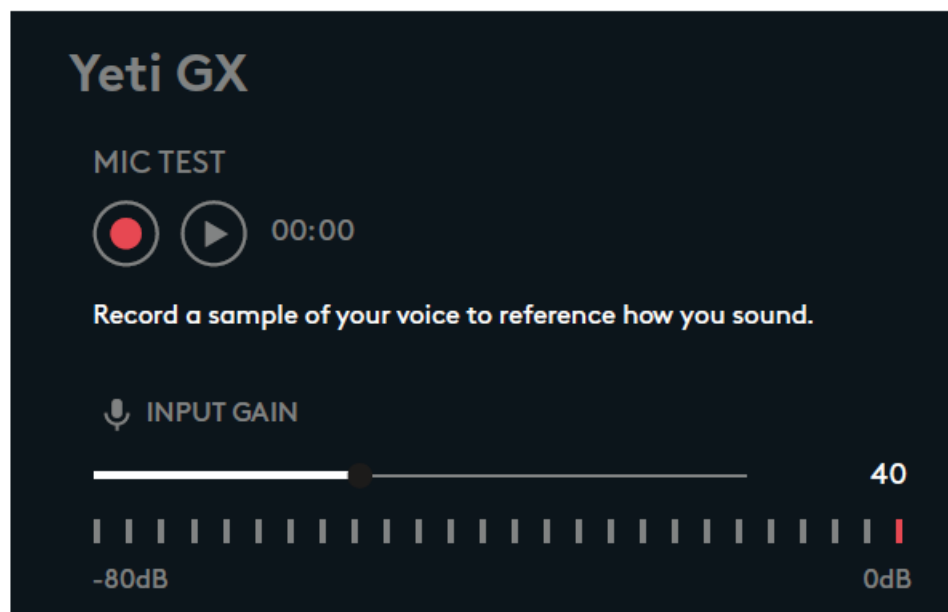 Yeti GX
MIC TEST
00:00
Record a sample of your voice to reference how you sound.
INPUT GAIN
40
-80dB 0dB